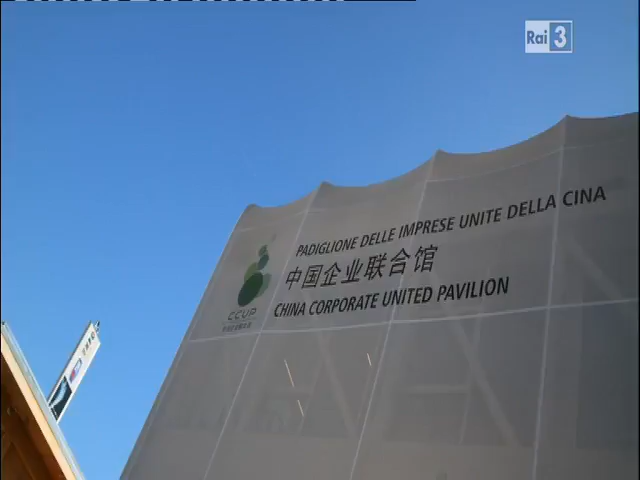 Rai 3
PADIGLIONE DELLE IMPRESE UNITE DELLA CINA
中国企业联合馆
CHINA CORPORATE UNITED PAVILION
CCUP